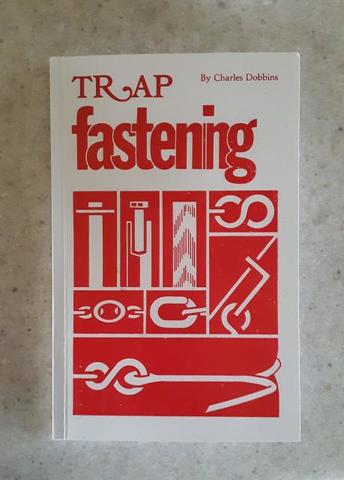 TRAP
By Charles Dobbins
fastening